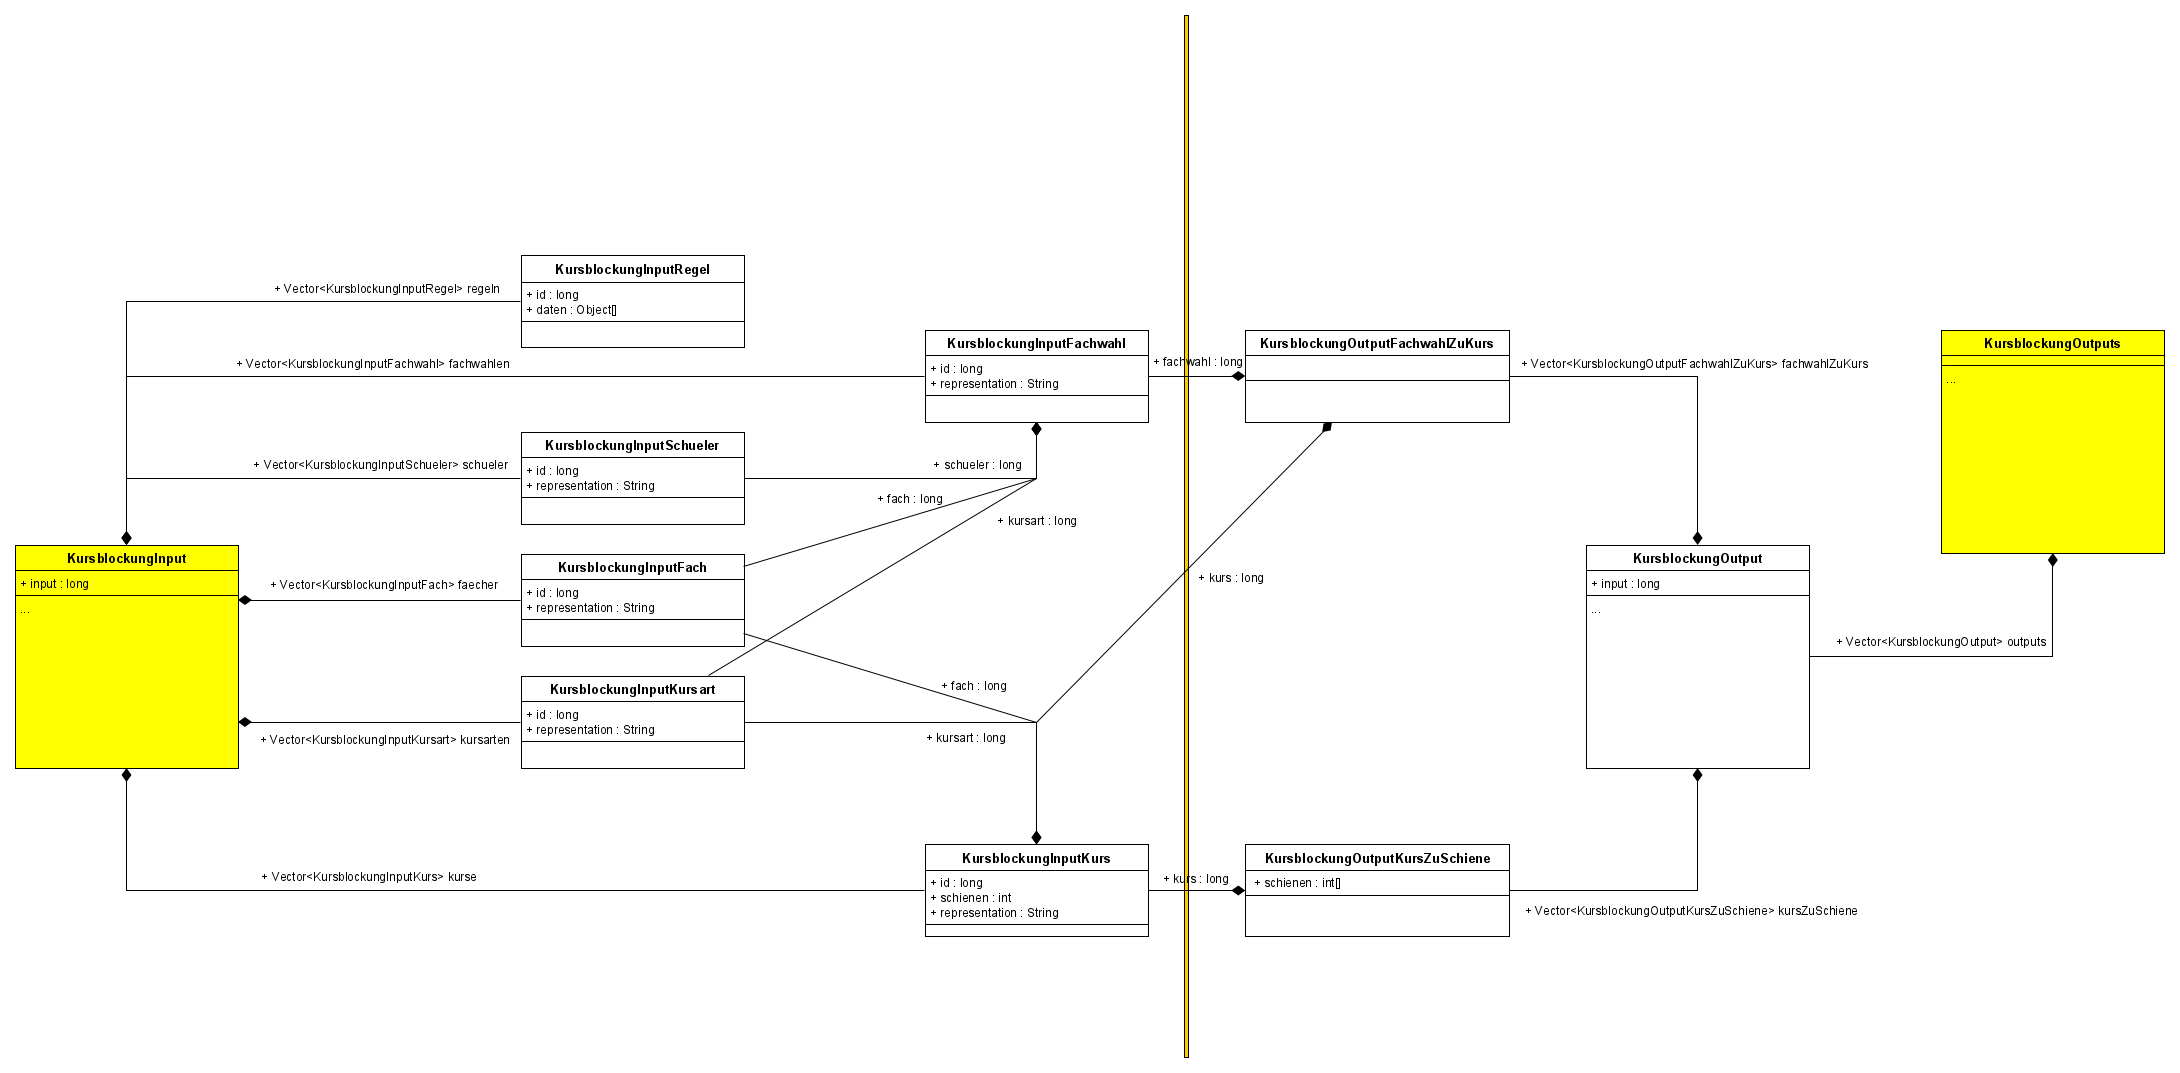 KursblockungInputRegel
+ id : long
+ daten : Object[]
+ Vector<KursblockungInputRegel> regeln
+ Vector<KursblockungInputFachwahl> fachwahlen
KursblockungInputFachwahl
+ id : long
+ representation : String
+ fachwahl : long
KursblockungOutputFachwahlZuKurs
+ Vector<KursblockungOutputFachwahlZuKurs> fachwahlZuKurs
KursblockungOutputs
...
+ Vector<KursblockungInputSchueler> schueler
KursblockungInputSchueler
+ id : long
+ representation : String
+ schueler : long
+ fach : long
+ kursart : long
KursblockungInput
+ input : long
...
+ Vector<KursblockungInputFach> faecher
KursblockungInputFach
+ id : long
+ representation : String
+ kurs : long
KursblockungOutput
+ input : long
...
+ Vector<KursblockungOutput> outputs
+ fach : long
KursblockungInputKursart
+ id : long
+ representation : String
+ Vector<KursblockungInputKursart> kursarten
+ kursart : long
+ Vector<KursblockungInputKurs> kurse
KursblockungInputKurs
+ id : long
+ schienen : int
+ representation : String
+ kurs : long
KursblockungOutputKursZuSchiene
+ schienen : int[]
+ Vector<KursblockungOutputKursZuSchiene> kursZuSchiene